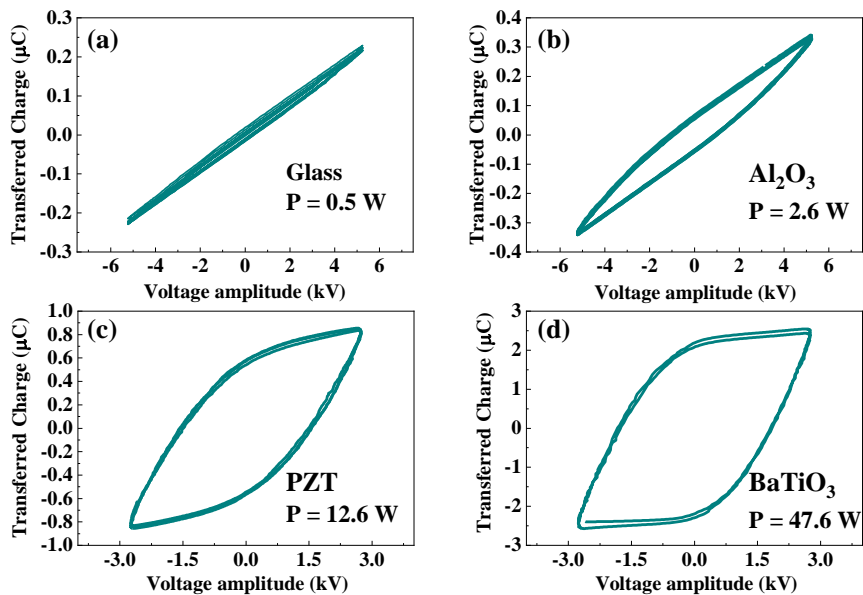 (a)
Glass
P = 0.5 W
Transferred Charge (μC)
0.3
0.2
0.1
0.0
-0.1
-0.2
-0.3
-6 -4 -2 0 2 4 6
Voltage amplitude (kV)
(b)
Al₂O₃
P = 2.6 W
Transferred Charge (μC)
0.4
0.3
0.2
0.1
0.0
-0.1
-0.2
-0.3
-0.4
-6 -4 -2 0 2 4 6
Voltage amplitude (kV)
(c)
PZT
P = 12.6 W
Transferred Charge (μC)
1.0
0.8
0.6
0.4
0.2
0.0
-0.2
-0.4
-0.6
-0.8
-1.0
-3.0 -1.5 0.0 1.5 3.0
Voltage amplitude (kV)
(d)
BaTiO₃
P = 47.6 W
Transferred Charge (μC)
3
2
1
0
-1
-2
-3
-3.0 -1.5 0.0 1.5 3.0
Voltage amplitude (kV)